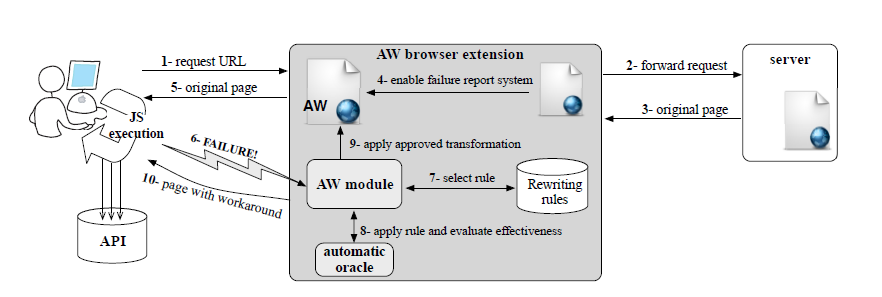 AW browser extension
server
1- request URL
2- forward request
4- enable failure report system
5- original page
AW
3- original page
JS
execution
6- FAILURE!
9- apply approved transformation
AW module
7- select rule
Rewriting
rules
10- page with workaround
8- apply rule and evaluate effectiveness
API
automatic
oracle